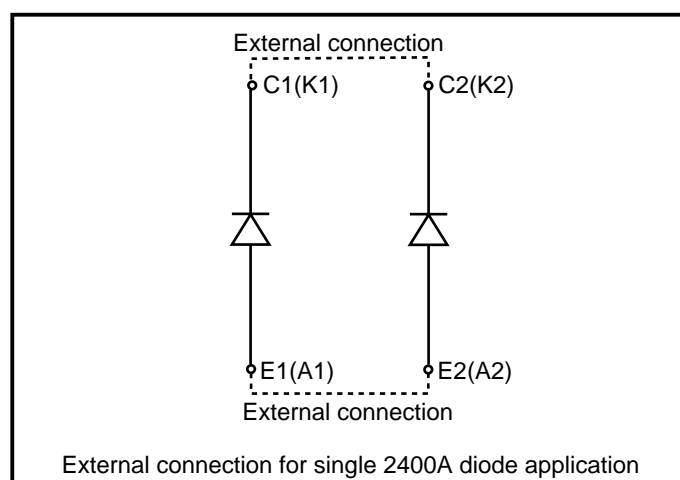 External connection
C1(K1) C2(K2)
E1(A1) E2(A2)
External connection
External connection for single 2400A diode application